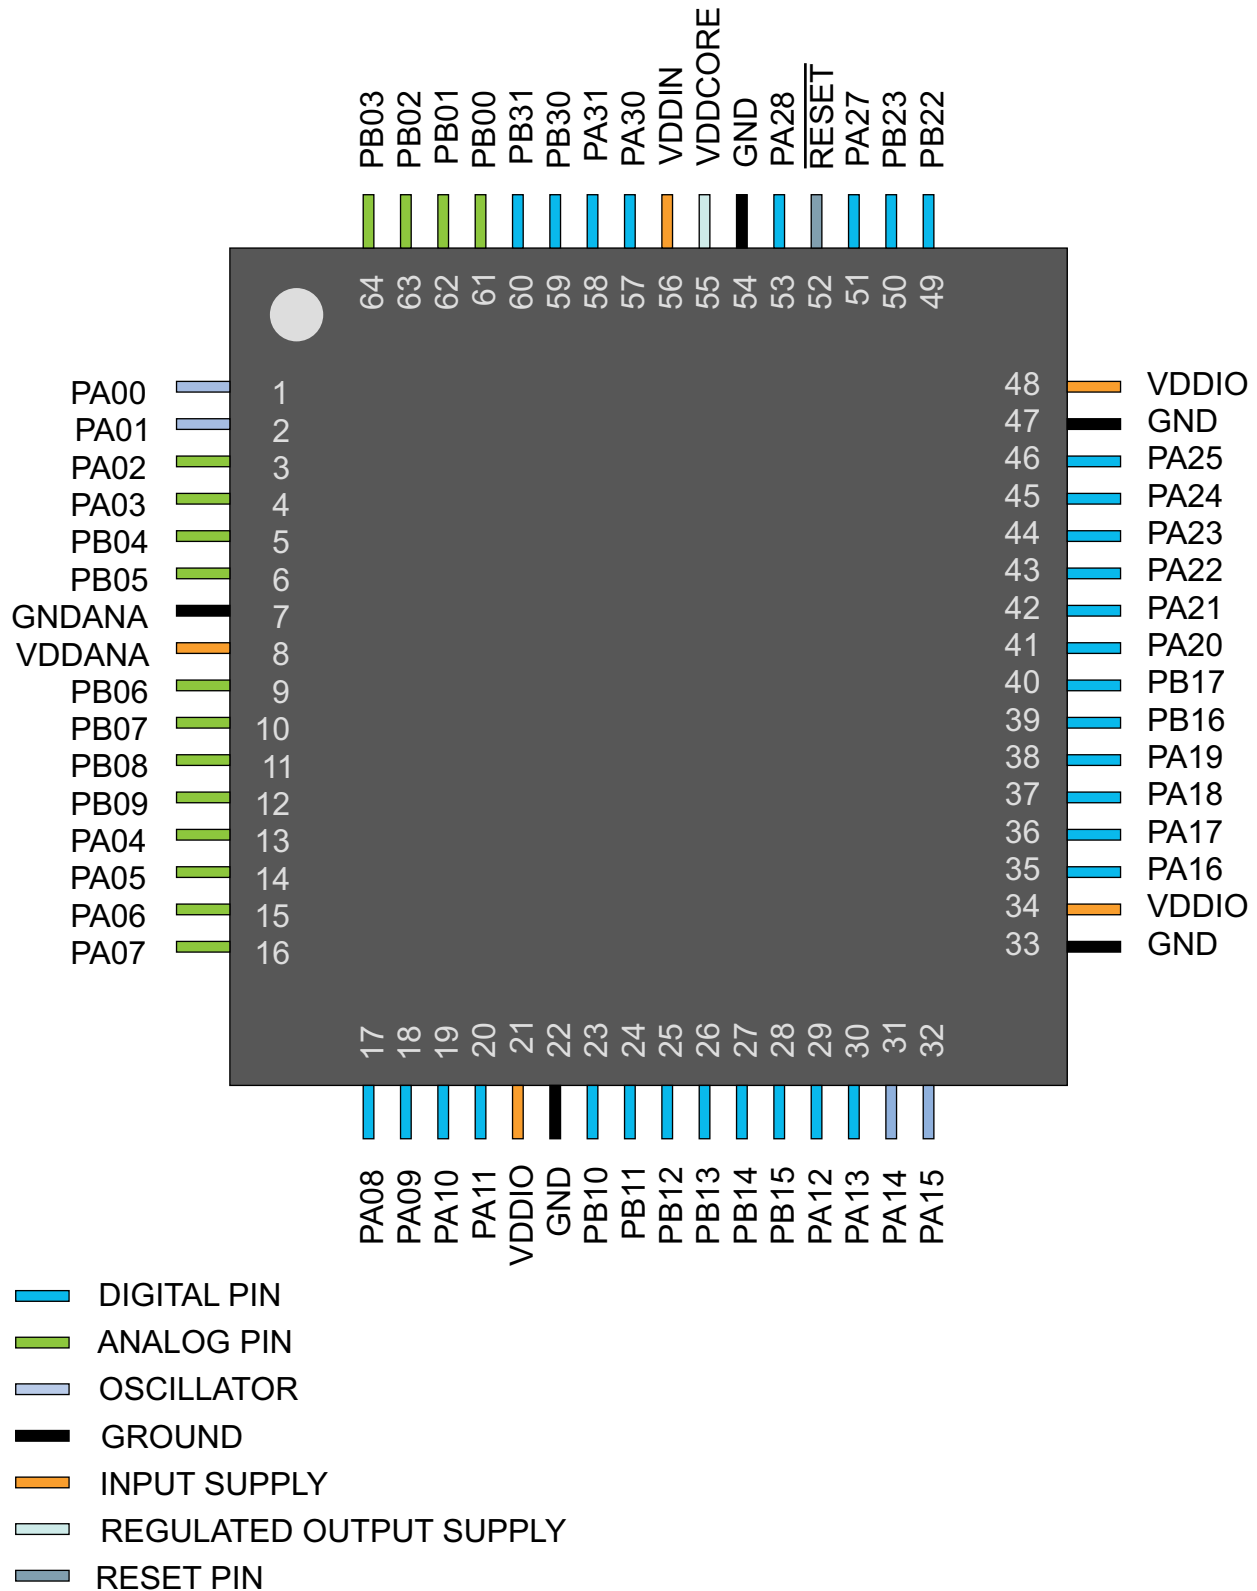 PB03
PB02
PB01
PB00
PB31
PB30
PA31
PA30
VDDIN
VDDCORE
GND
PA28
RESET
PA27
PB23
PB22
64
63
62
61
60
59
58
57
56
55
54
53
52
51
50
49
PA00 1
PA01 2
PA02 3
PA03 4
PB04 5
PB05 6
GNDANA 7
VDDANA 8
PB06 9
PB07 10
PB08 11
PB09 12
PA04 13
PA05 14
PA06 15
PA07 16
48 VDDIO
47 GND
46 PA25
45 PA24
44 PA23
43 PA22
42 PA21
41 PA20
40 PB17
39 PB16
38 PA19
37 PA18
36 PA17
35 PA16
34 VDDIO
33 GND
17
18
19
20
21
22
23
24
25
26
27
28
29
30
31
32
PA08
PA09
PA10
PA11
VDDIO
GND
PB10
PB11
PB12
PB13
PB14
PB15
PA12
PA13
PA14
PA15
DIGITAL PIN
ANALOG PIN
OSCILLATOR
GROUND
INPUT SUPPLY
REGULATED OUTPUT SUPPLY
RESET PIN